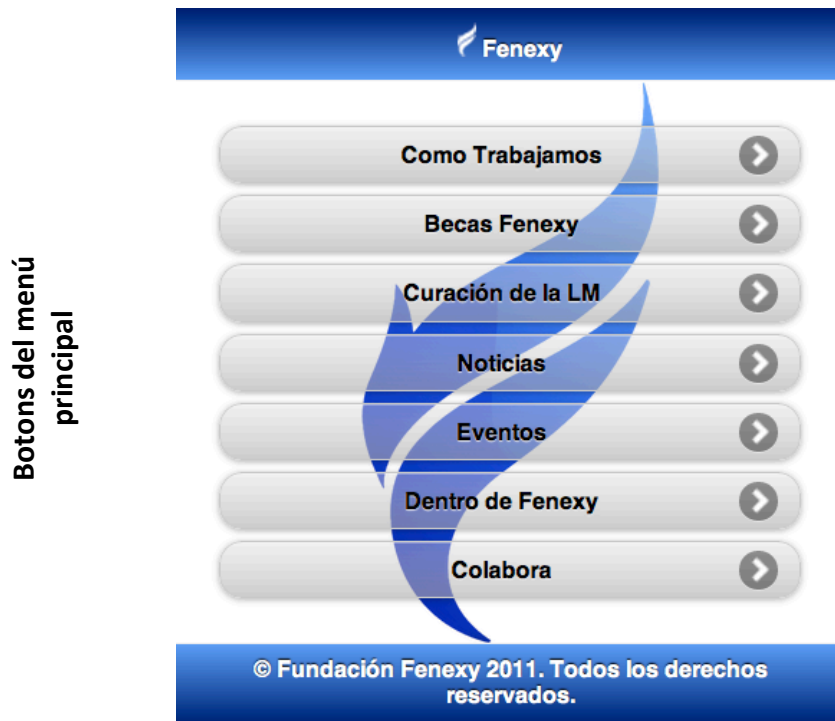 Botons del menú
principal
Fenexy
Como Trabajamos
Becas Fenexy
Curación de la LM
Noticias
Eventos
Dentro de Fenexy
Colabora
© Fundación Fenexy 2011. Todos los derechos
reservados.